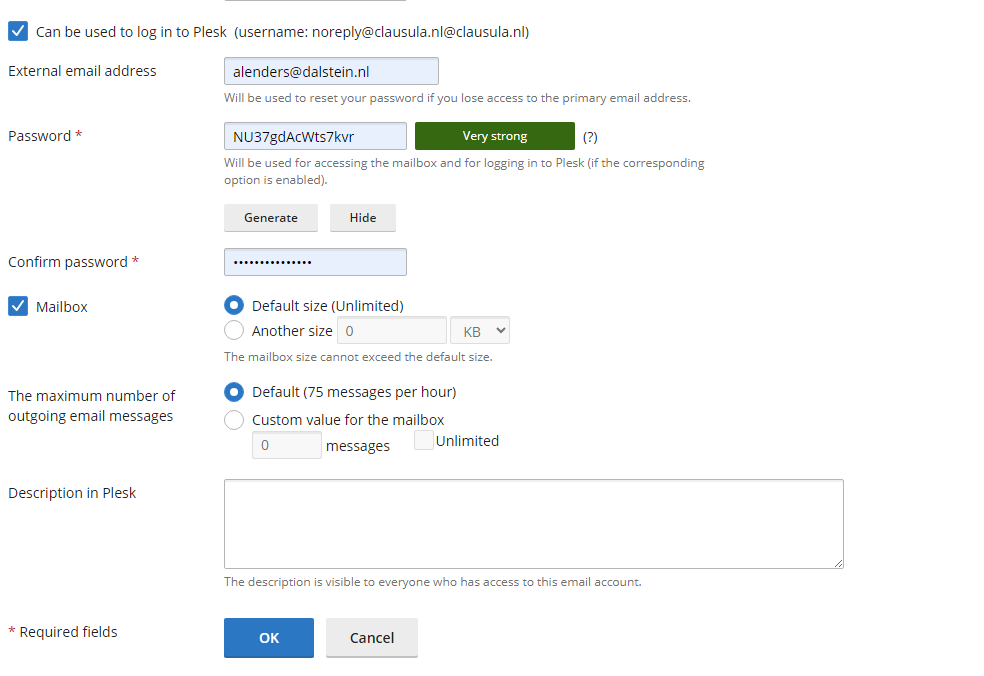 Can be used to log in to Plesk (username: noreply@clausula.nl@clausula.nl)
External email address
alenders@dalstein.nl
Will be used to reset your password if you lose access to the primary email address.
Password *
NU37gdAcWts7kvr
Very strong
(?)
Will be used for accessing the mailbox and for logging in to Plesk (if the corresponding
option is enabled).
Generate
Hide
Confirm password *
•••••••••••••••
Mailbox
Default size (Unlimited)
Another size
0
KB
The mailbox size cannot exceed the default size.
The maximum number of
outgoing email messages
Default (75 messages per hour)
Custom value for the mailbox
0
messages
Unlimited
Description in Plesk
The description is visible to everyone who has access to this email account.
* Required fields
OK
Cancel